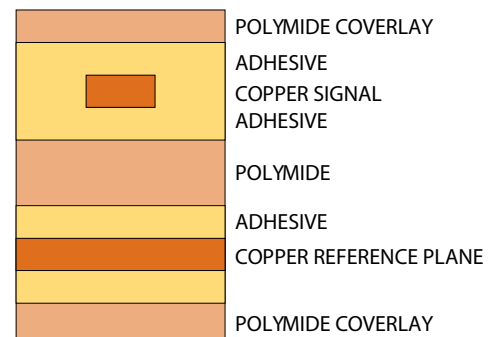 POLYMIDE COVERLAY
ADHESIVE
COPPER SIGNAL
ADHESIVE
POLYMIDE
ADHESIVE
COPPER REFERENCE PLANE
POLYMIDE COVERLAY